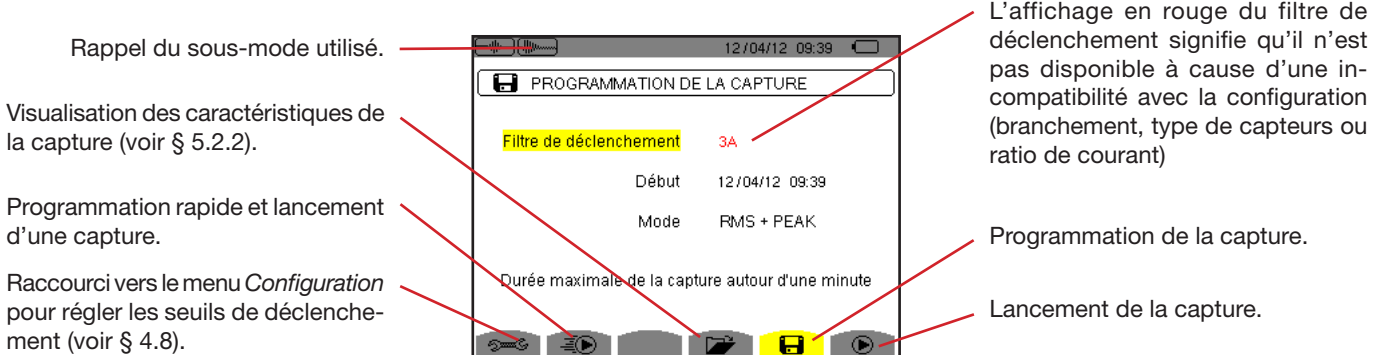 Rappel du sous-mode utilisé.
Visualisation des caractéristiques de
la capture (voir § 5.2.2).
Programmation rapide et lancement
d'une capture.
Raccourci vers le menu Configuration
pour régler les seuils de déclenche-
ment (voir § 4.8).
12/04/12 09:39
PROGRAMMATION DE LA CAPTURE
Filtre de déclenchement 3A
Début 12/04/12 09:39
Mode RMS + PEAK
Durée maximale de la capture autour d'une minute
L'affichage en rouge du filtre de
déclenchement signifie qu'il n'est
pas disponible à cause d'une in-
compatibilité avec la configuration
(branchement, type de capteurs ou
ratio de courant)
Programmation de la capture.
Lancement de la capture.